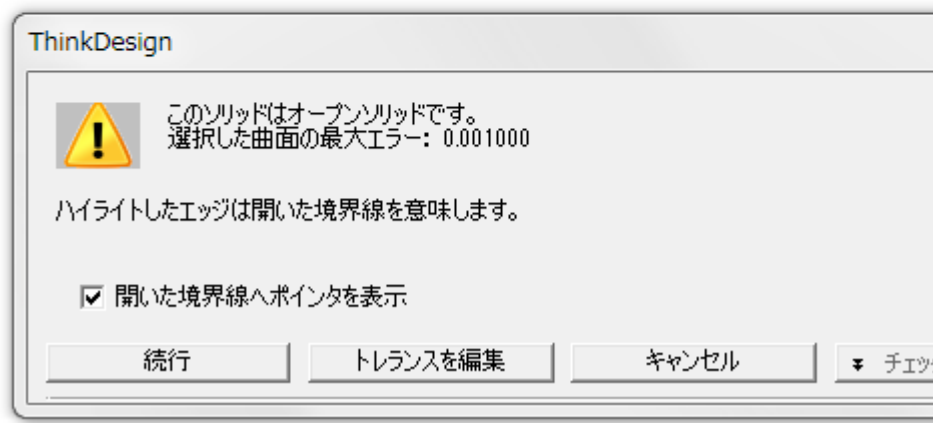 ThinkDesign
このソリッドはオープンソリッドです。
選択した曲面の最大エラー: 0.001000
ハイライトしたエッジは開いた境界線を意味します。
開いた境界線へポインタを表示
続行
トレランスを編集
キャンセル
チェッ